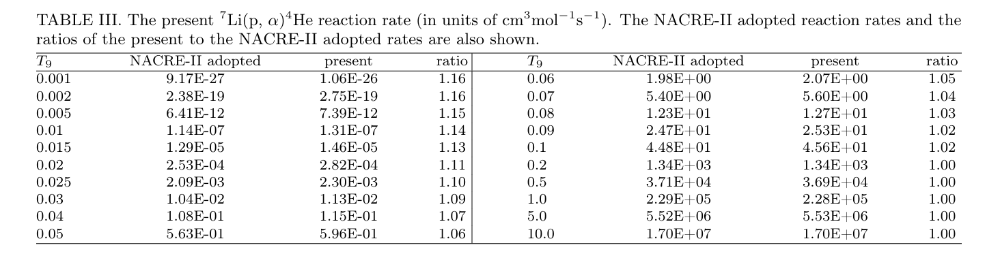 TABLE III. The present ⁷Li(p, α)⁴He reaction rate (in units of cm³mol⁻¹s⁻¹). The NACRE-II adopted reaction rates and the
ratios of the present to the NACRE-II adopted rates are also shown.
T₉ NACRE-II adopted present ratio T₉ NACRE-II adopted present ratio
0.001 9.17E-27 1.06E-26 1.16 0.06 1.98E+00 2.07E+00 1.05
0.002 2.38E-19 2.75E-19 1.16 0.07 5.40E+00 5.60E+00 1.04
0.005 6.41E-12 7.39E-12 1.15 0.08 1.23E+01 1.27E+01 1.03
0.01 1.14E-07 1.31E-07 1.14 0.09 2.47E+01 2.53E+01 1.02
0.015 1.29E-05 1.46E-05 1.13 0.1 4.48E+01 4.56E+01 1.02
0.02 2.53E-04 2.82E-04 1.11 0.2 1.34E+03 1.34E+03 1.00
0.025 2.09E-03 2.30E-03 1.10 0.5 3.71E+04 3.69E+04 1.00
0.03 1.04E-02 1.13E-02 1.09 1.0 2.29E+05 2.28E+05 1.00
0.04 1.08E-01 1.15E-01 1.07 5.0 5.52E+06 5.53E+06 1.00
0.05 5.63E-01 5.96E-01 1.06 10.0 1.70E+07 1.70E+07 1.00